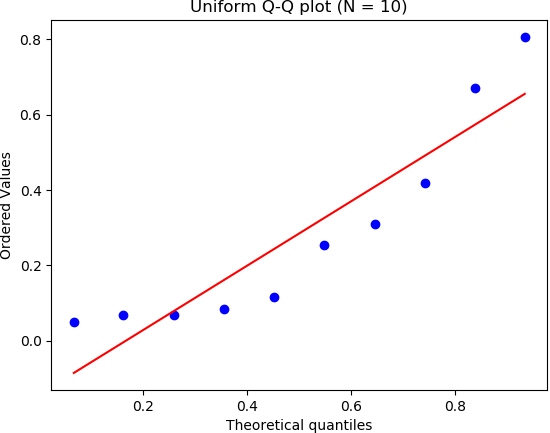 Uniform Q-Q plot (N = 10)
0.8
0.6
0.4
0.2
0.0
Ordered Values
0.2 0.4 0.6 0.8
Theoretical quantiles